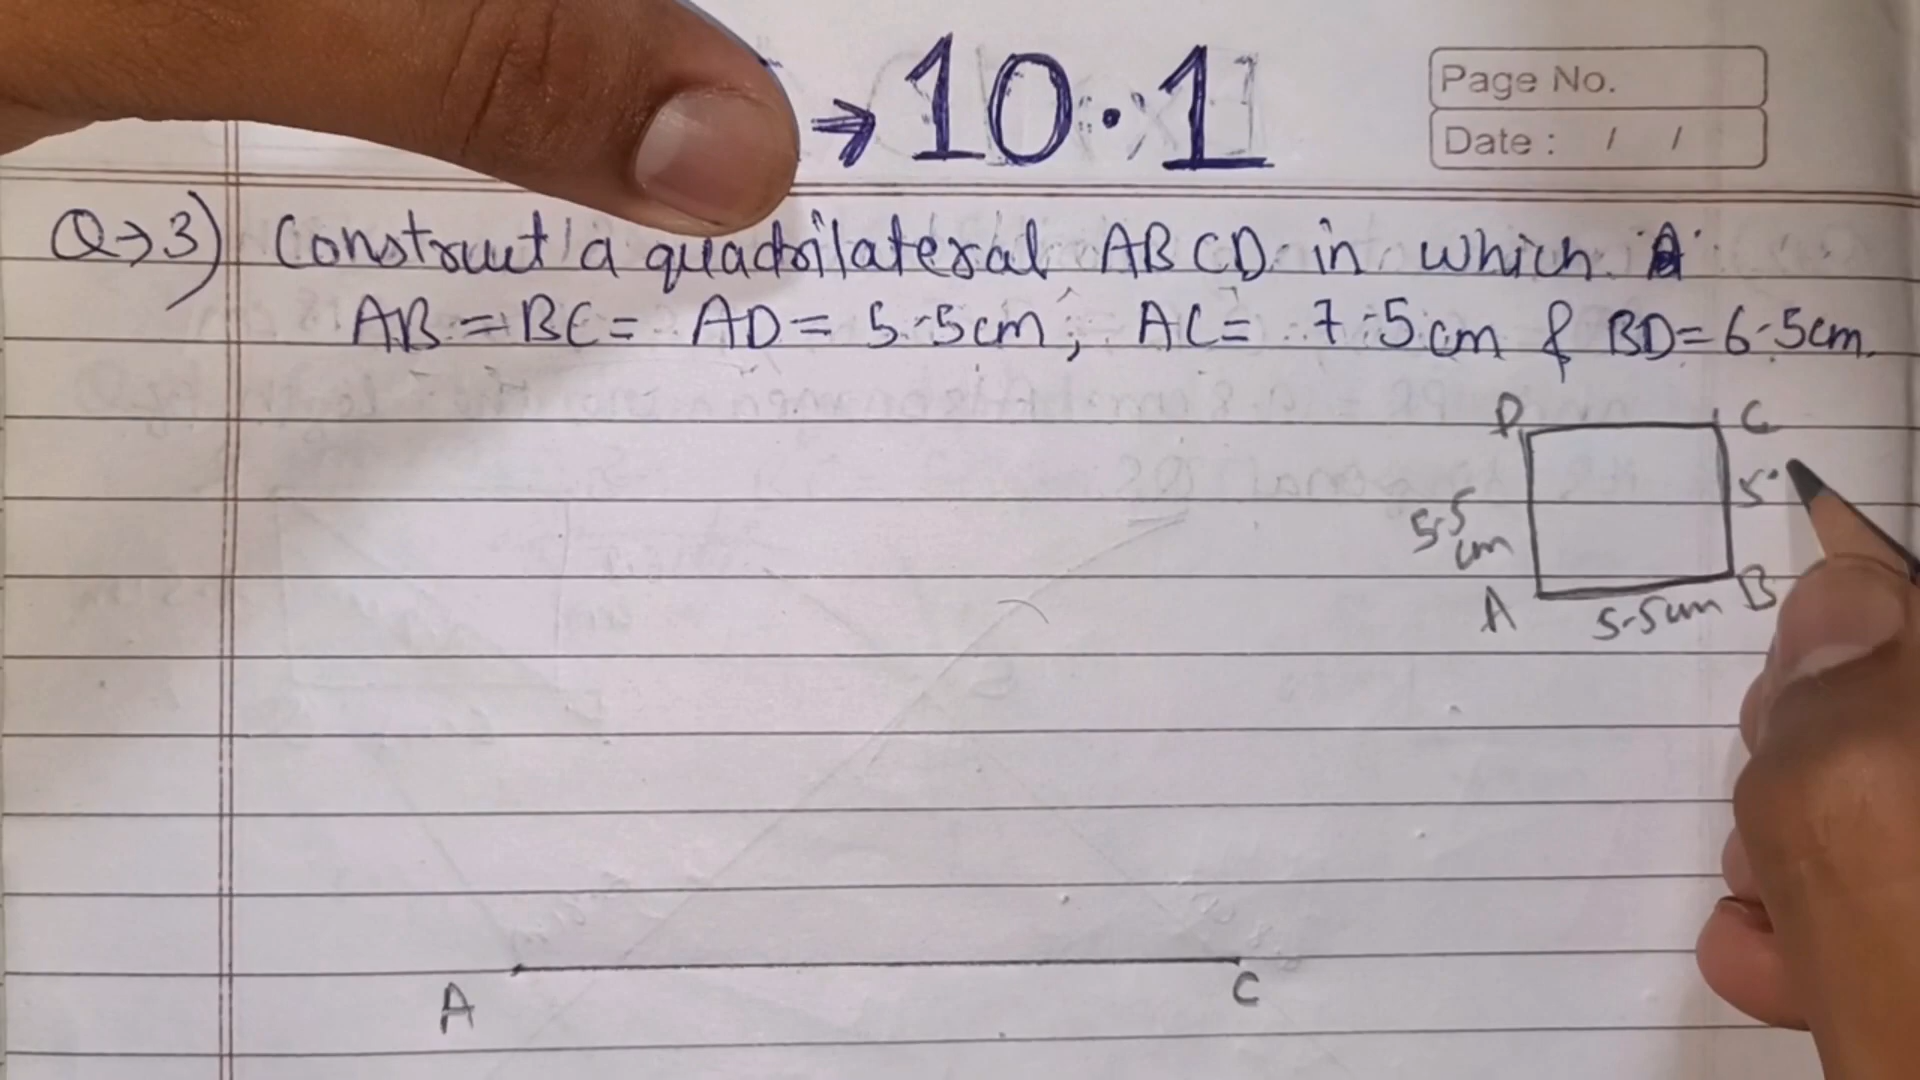 → 10.1
Page No.
Date : / /
Q→3) Construct a quadrilateral ABCD in which
AB = BC = AD = 5.5cm; AC = 7.5cm & BD = 6.5cm.
D C
5.5 cm
5.
A B
5.5cm
A C